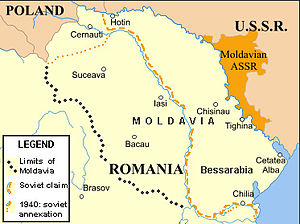 POLAND
U.S.S.R.
Hotin
Cernauti
Moldavian
ASSR
Suceava
Iasi
Chisinau
MOLDAVIA
Tighina
Bacau
ROMANIA
Bessarabia
Cetatea
Alba
Brasov
Chilia
LEGEND
Limits of
Moldavia
Soviet claim
1940: soviet
annexation